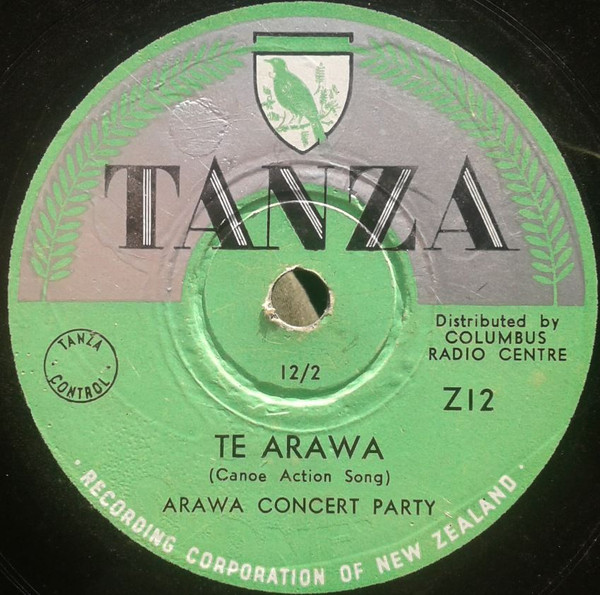 TANZA
Distributed by
COLUMBUS
RADIO CENTRE
TANZA
CONTROL
12/2
Z12
TE ARAWA
(Canoe Action Song)
ARAWA CONCERT PARTY
· RECORDING CORPORATION OF NEW ZEALAND ·